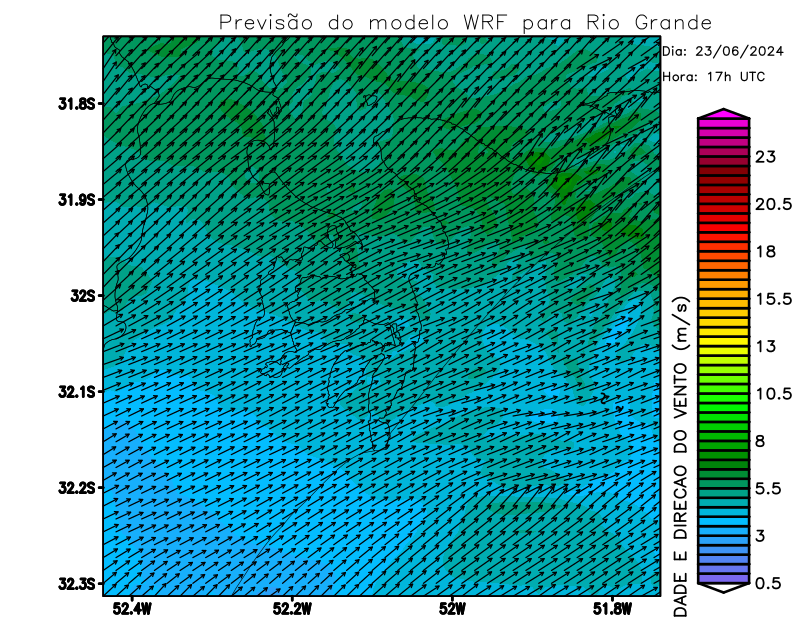 Previsão do modelo WRF para Rio Grande
Dia: 23/06/2024
Hora: 17h UTC
31.8S
31.9S
32S
32.1S
32.2S
32.3S
52.4W
52.2W
52W
51.8W
DADE E DIRECAO DO VENTO (m/s)
23
20.5
18
15.5
13
10.5
8
5.5
3
0.5